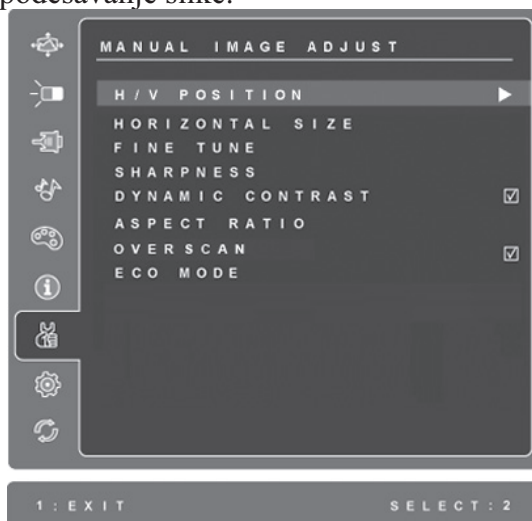 podešavanje slike.
MANUAL IMAGE ADJUST
H/V POSITION
HORIZONTAL SIZE
FINE TUNE
SHARPNESS
DYNAMIC CONTRAST
ASPECT RATIO
OVERSCAN
ECO MODE
1:EXIT SELECT:2